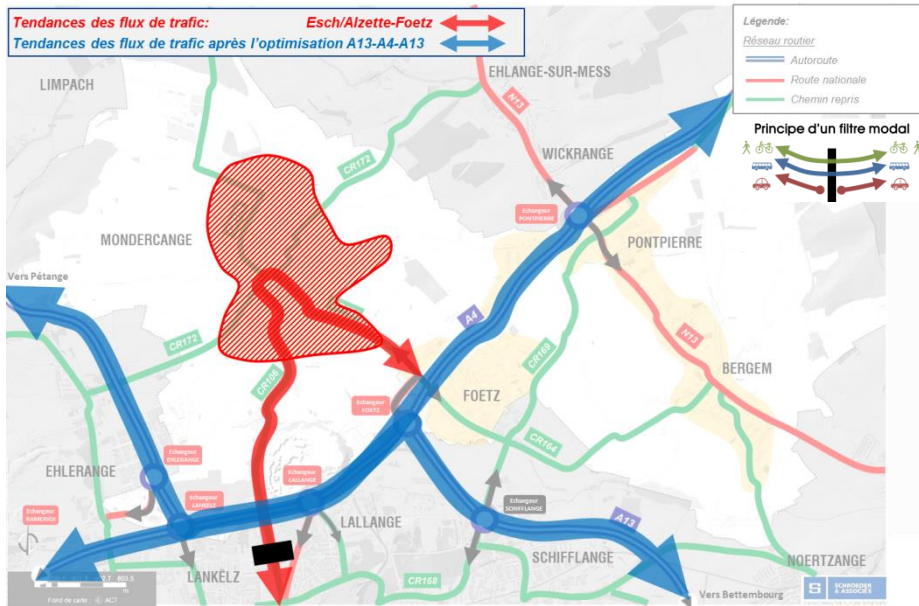 Tendances des flux de trafic: Esch/Alzette-Foetz
Tendances des flux de trafic après l'optimisation A13-A4-A13
Légende:
Réseau routier
Autoroute
Route nationale
Chemin repris
Principe d'un filtre modal
LIMPACH
EHLANGE-SUR-MESS
N13
WICKRANGE
CR172
Echangeur
PONTPIERRE
PONTPIERRE
MONDERCANGE
Vers Pétange
A4
N13
CR172
CR169
BERGEM
CR106
FOETZ
Echangeur
FOETZ
CR164
EHLERANGE
Echangeur
EHLERANGE
Echangeur
LALLANGE
Echangeur
LANKELZ
Echangeur
SCHIFFLANGE
A13
LALLANGE
SCHIFFLANGE
NOERTZANGE
LANKËLZ
CR168
Vers Bettembourg
Fond de carte : © ACT
SCHROEDER
& ASSOCIÉS